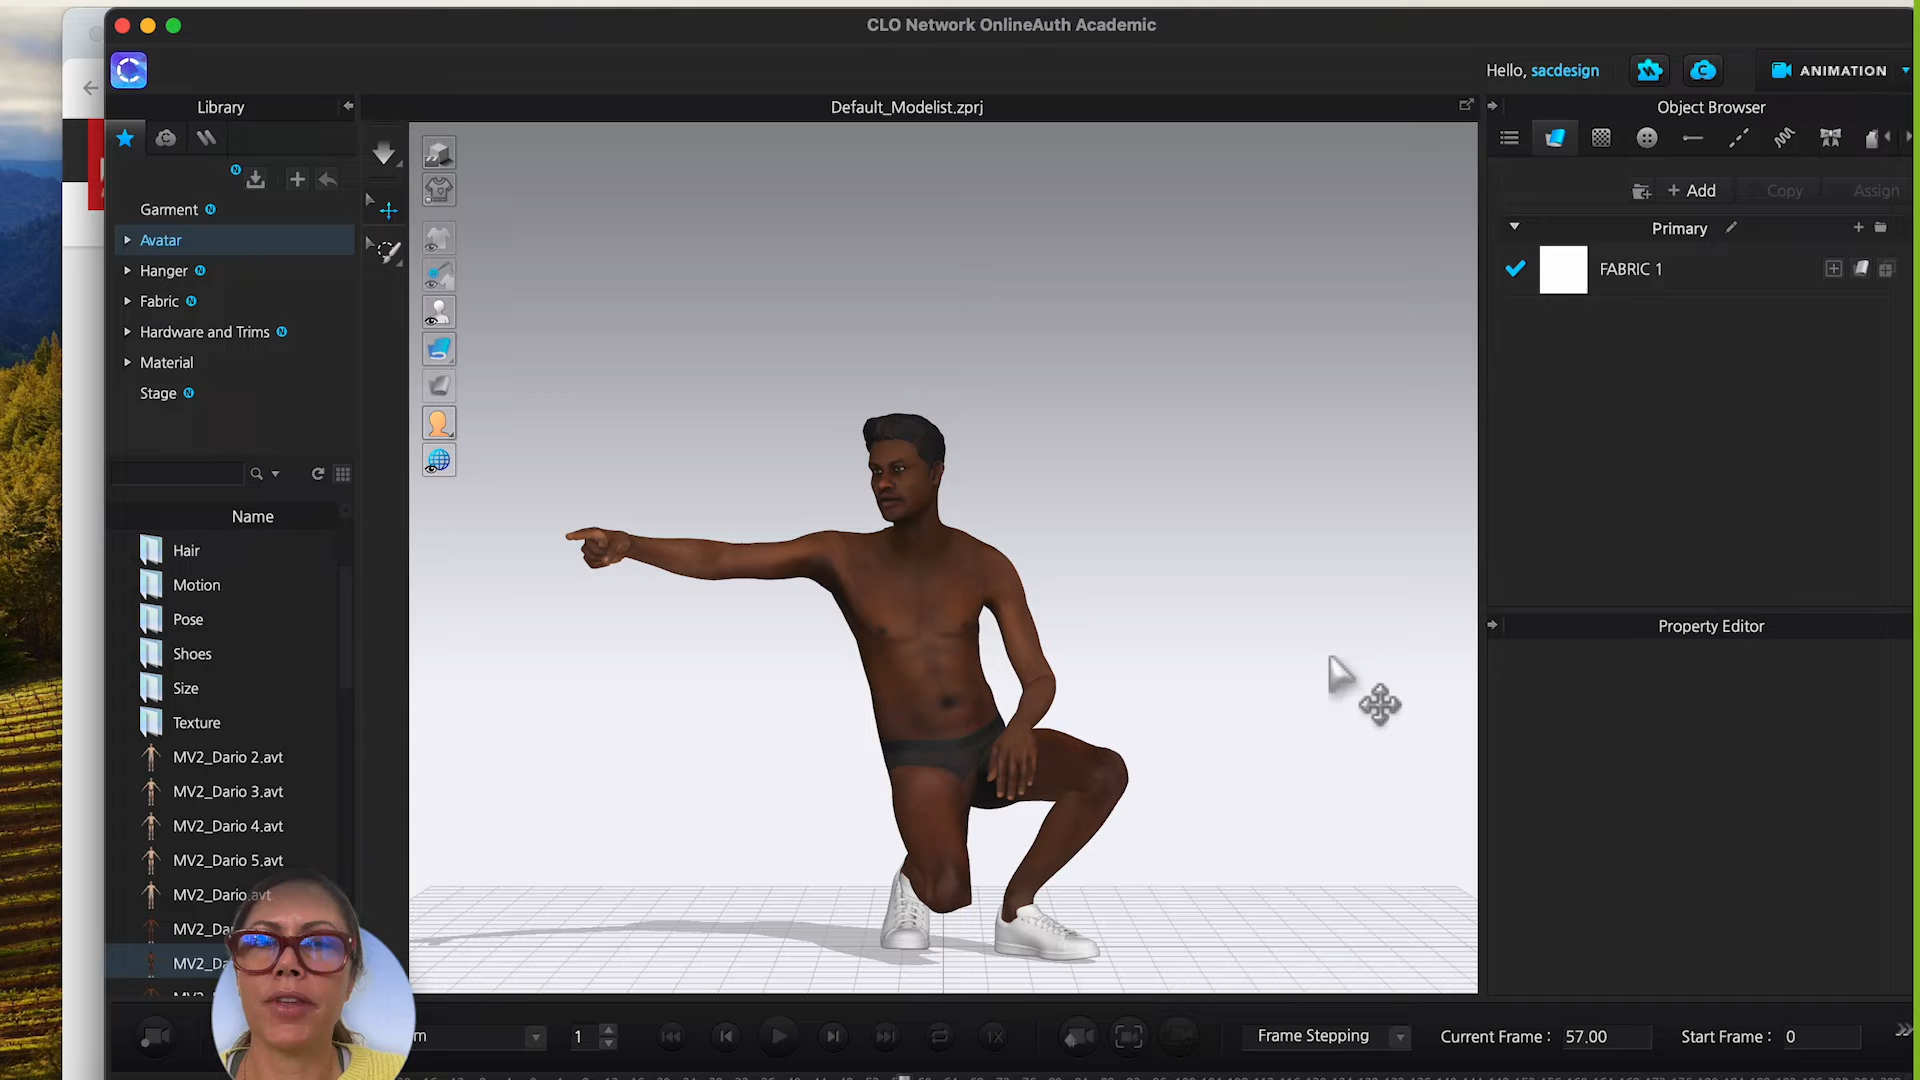 CLO Network OnlineAuth Academic
Hello, sacdesign
ANIMATION
Library
Default_Modelist.zprj
Object Browser
+ Add
Copy
Assign
Garment N
Avatar
Hanger N
Fabric N
Hardware and Trims N
Material
Stage N
Primary
FABRIC 1
Name
Hair
Motion
Pose
Shoes
Size
Texture
MV2_Dario 2.avt
MV2_Dario 3.avt
MV2_Dario 4.avt
MV2_Dario 5.avt
MV2_Dario.avt
Property Editor
1
1X
Frame Stepping
Current Frame : 57.00
Start Frame : 0